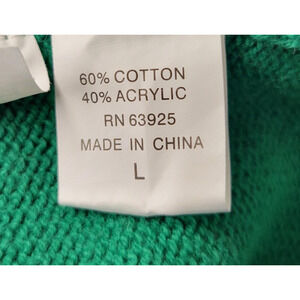 60% COTTON
40% ACRYLIC
RN 63925
MADE IN CHINA
L